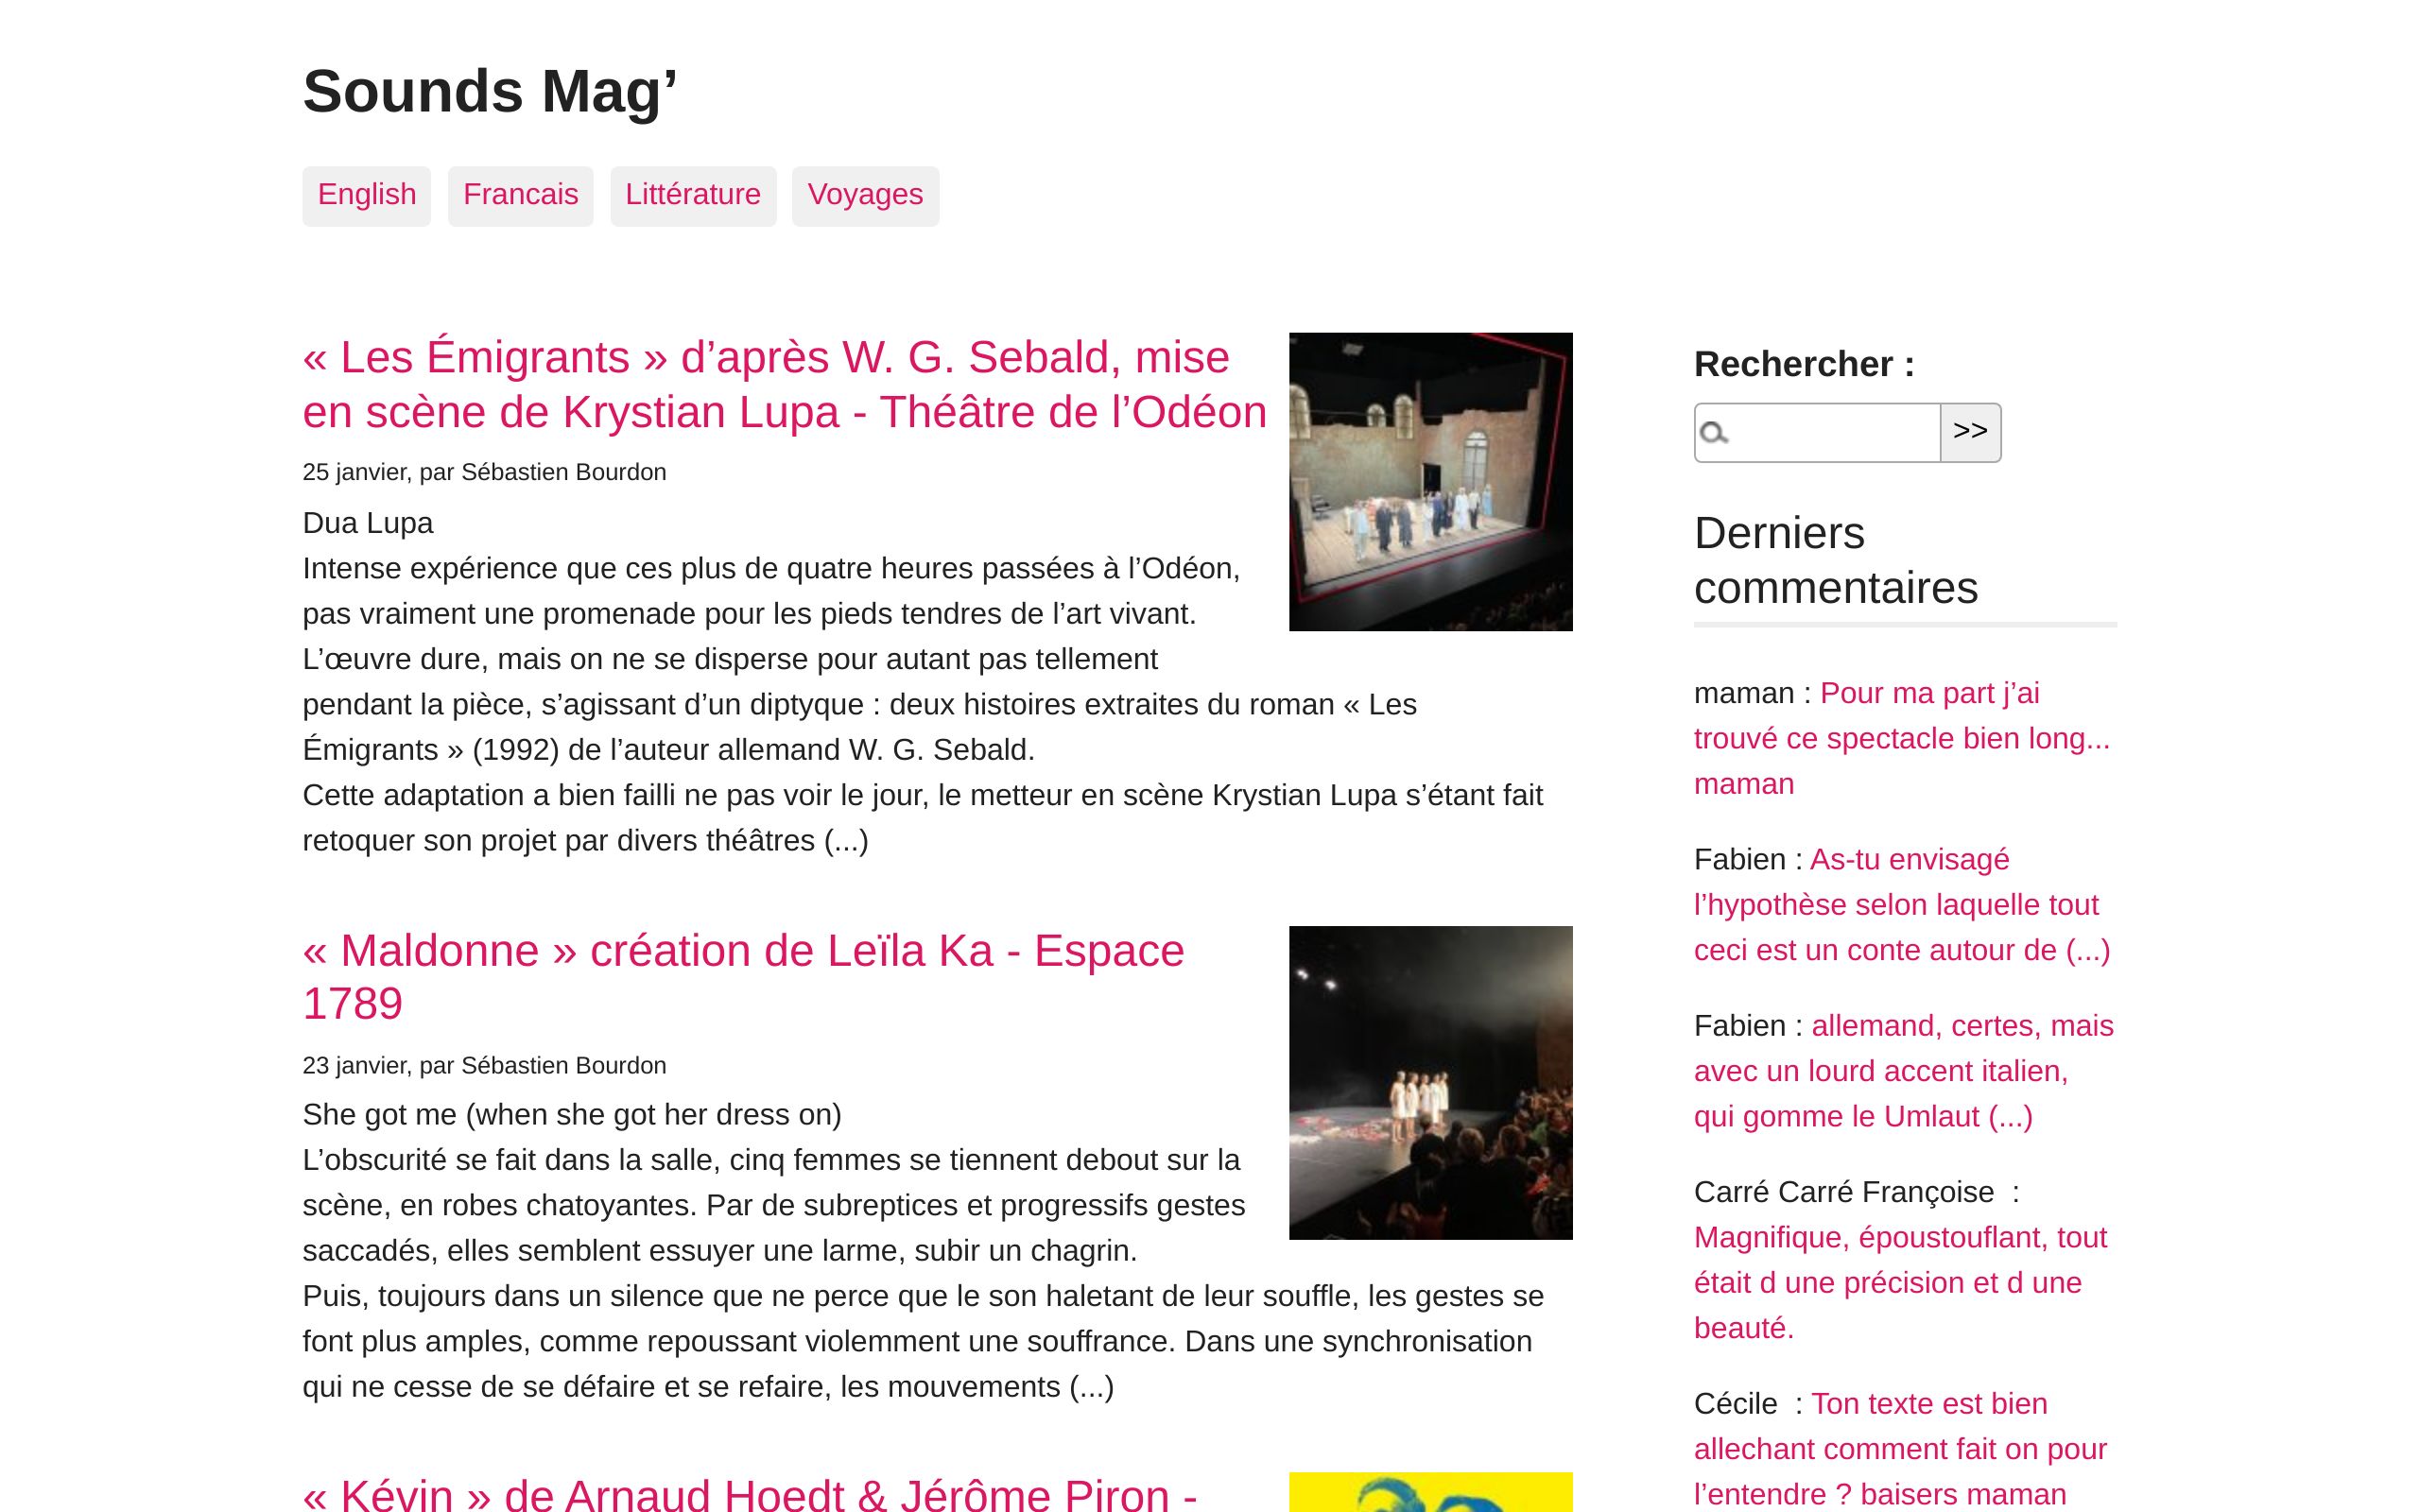 Sounds Mag’
English
Francais
Littérature
Voyages
« Les Émigrants » d’après W. G. Sebald, mise
en scène de Krystian Lupa - Théâtre de l’Odéon
25 janvier, par Sébastien Bourdon
Dua Lupa
Intense expérience que ces plus de quatre heures passées à l’Odéon,
pas vraiment une promenade pour les pieds tendres de l’art vivant.
L’œuvre dure, mais on ne se disperse pour autant pas tellement
pendant la pièce, s’agissant d’un diptyque : deux histoires extraites du roman « Les
Émigrants » (1992) de l’auteur allemand W. G. Sebald.
Cette adaptation a bien failli ne pas voir le jour, le metteur en scène Krystian Lupa s’étant fait
retoquer son projet par divers théâtres (...)
« Maldonne » création de Leïla Ka - Espace
1789
23 janvier, par Sébastien Bourdon
She got me (when she got her dress on)
L’obscurité se fait dans la salle, cinq femmes se tiennent debout sur la
scène, en robes chatoyantes. Par de subreptices et progressifs gestes
saccadés, elles semblent essuyer une larme, subir un chagrin.
Puis, toujours dans un silence que ne perce que le son haletant de leur souffle, les gestes se
font plus amples, comme repoussant violemment une souffrance. Dans une synchronisation
qui ne cesse de se défaire et se refaire, les mouvements (...)
« Kévin » de Arnaud Hoedt & Jérôme Piron -
Rechercher :
>>
Derniers
commentaires
maman : Pour ma part j’ai
trouvé ce spectacle bien long...
maman
Fabien : As-tu envisagé
l’hypothèse selon laquelle tout
ceci est un conte autour de (...)
Fabien : allemand, certes, mais
avec un lourd accent italien,
qui gomme le Umlaut (...)
Carré Carré Françoise  :
Magnifique, époustouflant, tout
était d une précision et d une
beauté.
Cécile  : Ton texte est bien
allechant comment fait on pour
l’entendre ? baisers maman